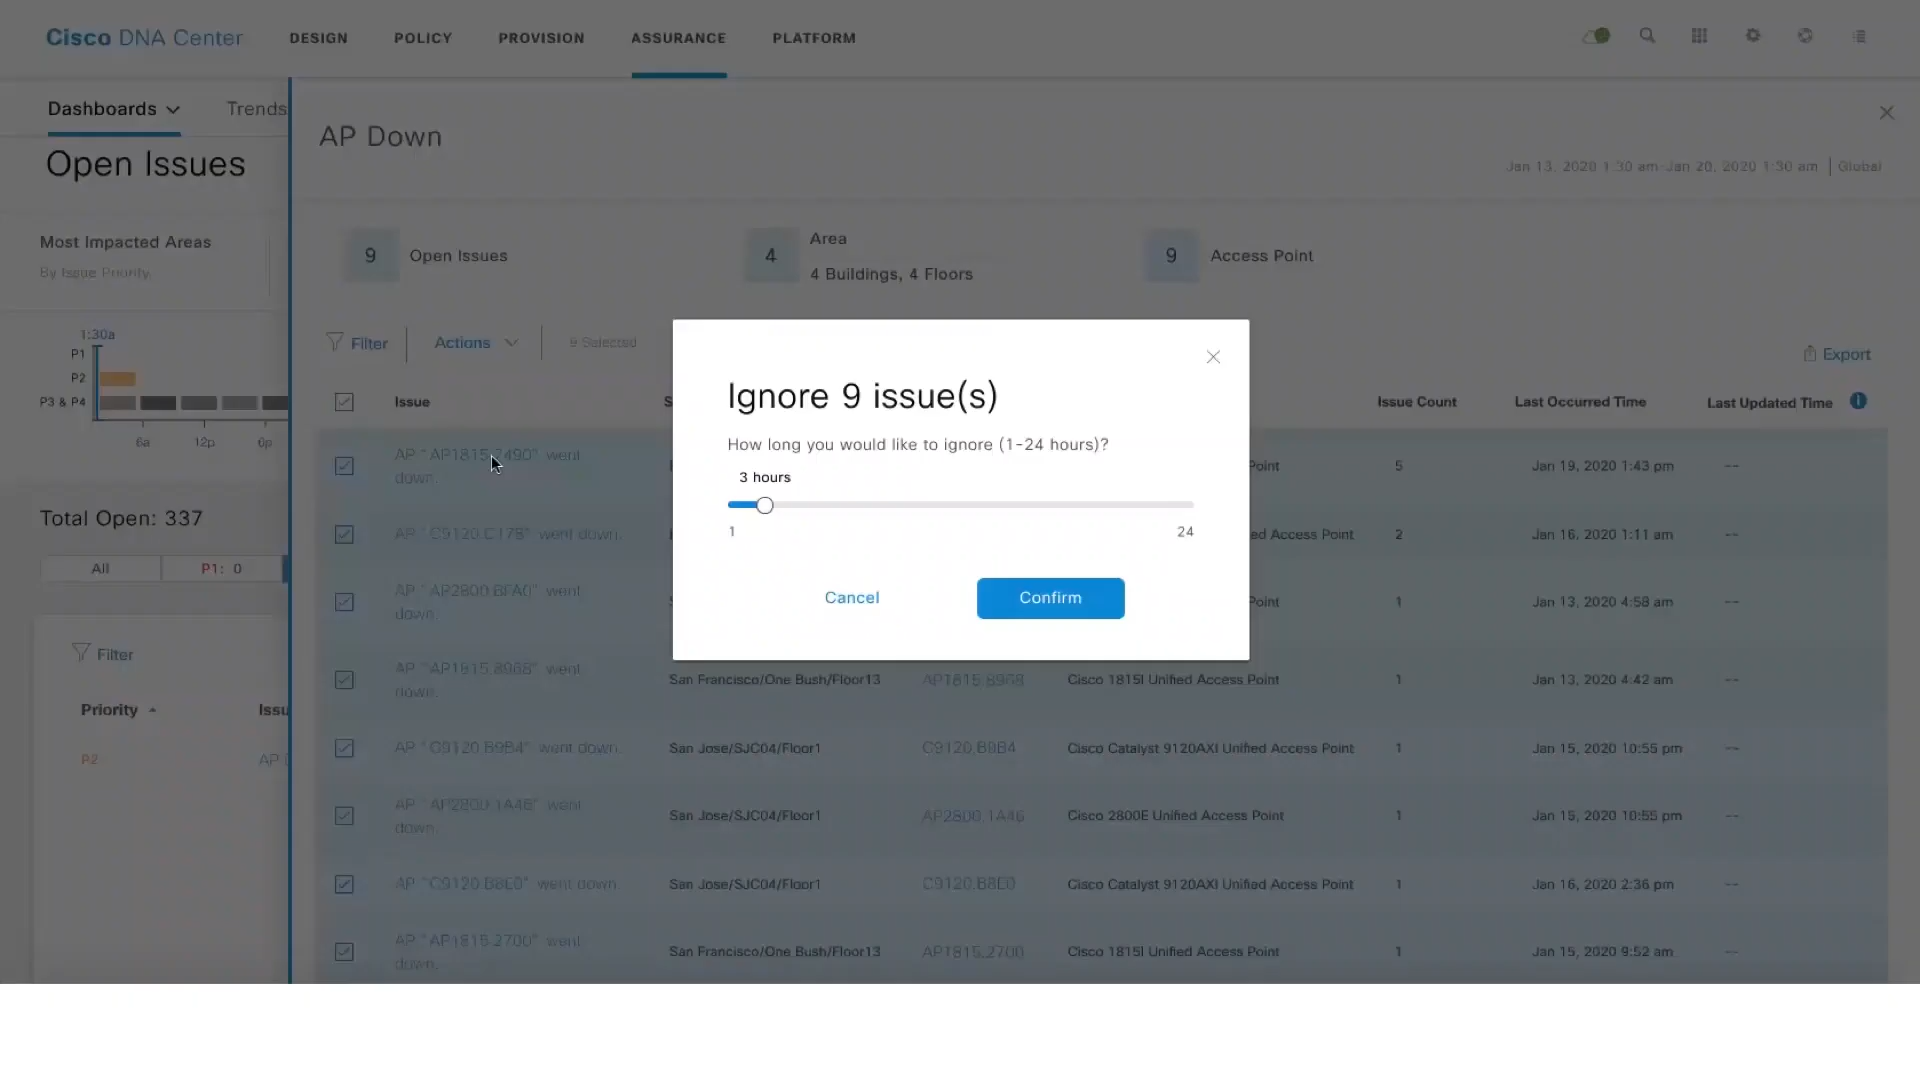 Cisco DNA Center DESIGN POLICY PROVISION ASSURANCE PLATFORM
Dashboards Trends
AP Down
Open Issues
Jan 13, 2020 1:30 am-Jan 20, 2020 1:30 am | Global
Most Impacted Areas
By Issue Priority
9 Open Issues
4 Area
4 Buildings, 4 Floors
9 Access Point
1:30a
P1
P2
P3 & P4
6a 12p 6p
Filter Actions 9 Selected
Export
Issue Issue Count Last Occurred Time Last Updated Time
Ignore 9 issue(s)
How long you would like to ignore (1-24 hours)?
3 hours
1 24
Cancel Confirm
AP "AP1815.7490" went
down.
Point 5 Jan 19, 2020 1:43 pm --
AP "C9120.C178" went down.
ed Access Point 2 Jan 16, 2020 1:11 am --
AP "AP2800.BFA0" went
down.
Point 1 Jan 13, 2020 4:58 am --
AP "AP1815.8968" went
down.
San Francisco/One Bush/Floor13 AP1815.8968 Cisco 1815I Unified Access Point 1 Jan 13, 2020 4:42 am --
AP "C9120.B9B4" went down.
San Jose/SJC04/Floor1 C9120.B9B4 Cisco Catalyst 9120AXI Unified Access Point 1 Jan 15, 2020 10:55 pm --
AP "AP2800.1A46" went
down.
San Jose/SJC04/Floor1 AP2800.1A46 Cisco 2800E Unified Access Point 1 Jan 15, 2020 10:55 pm --
AP "C9120.B8E0" went down.
San Jose/SJC04/Floor1 C9120.B8E0 Cisco Catalyst 9120AXI Unified Access Point 1 Jan 16, 2020 2:36 pm --
AP "AP1815.2700" went
down.
San Francisco/One Bush/Floor13 AP1815.2700 Cisco 1815I Unified Access Point 1 Jan 15, 2020 9:52 am --
Total Open: 337
All P1: 0
Filter
Priority Issu
P2 AP